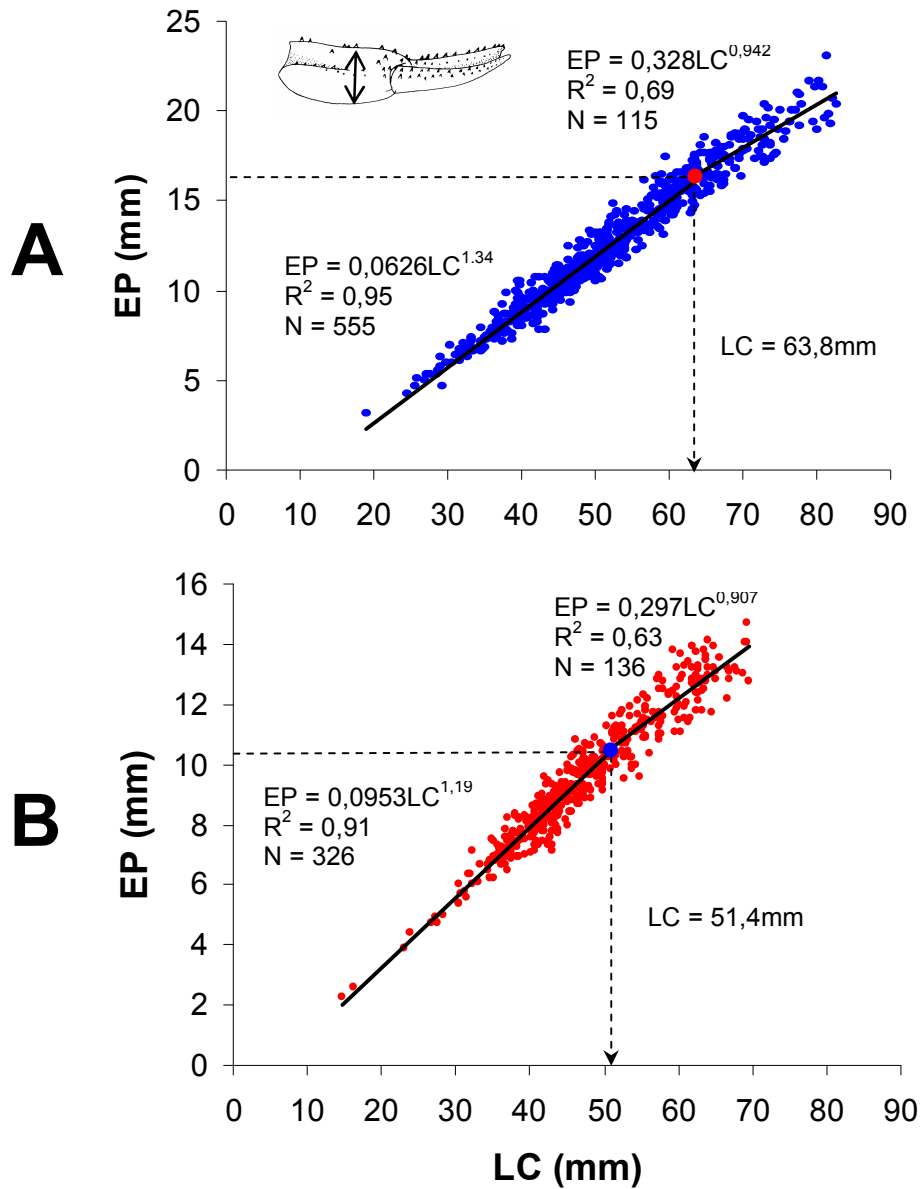 A
EP (mm)
25
20
15
10
5
0
EP = 0,328LC^0,942
R² = 0,69
N = 115
EP = 0,0626LC^1.34
R² = 0,95
N = 555
LC = 63,8mm
0 10 20 30 40 50 60 70 80 90
B
EP (mm)
16
14
12
10
8
6
4
2
0
EP = 0,297LC^0,907
R² = 0,63
N = 136
EP = 0,0953LC^1,19
R² = 0,91
N = 326
LC = 51,4mm
0 10 20 30 40 50 60 70 80 90
LC (mm)